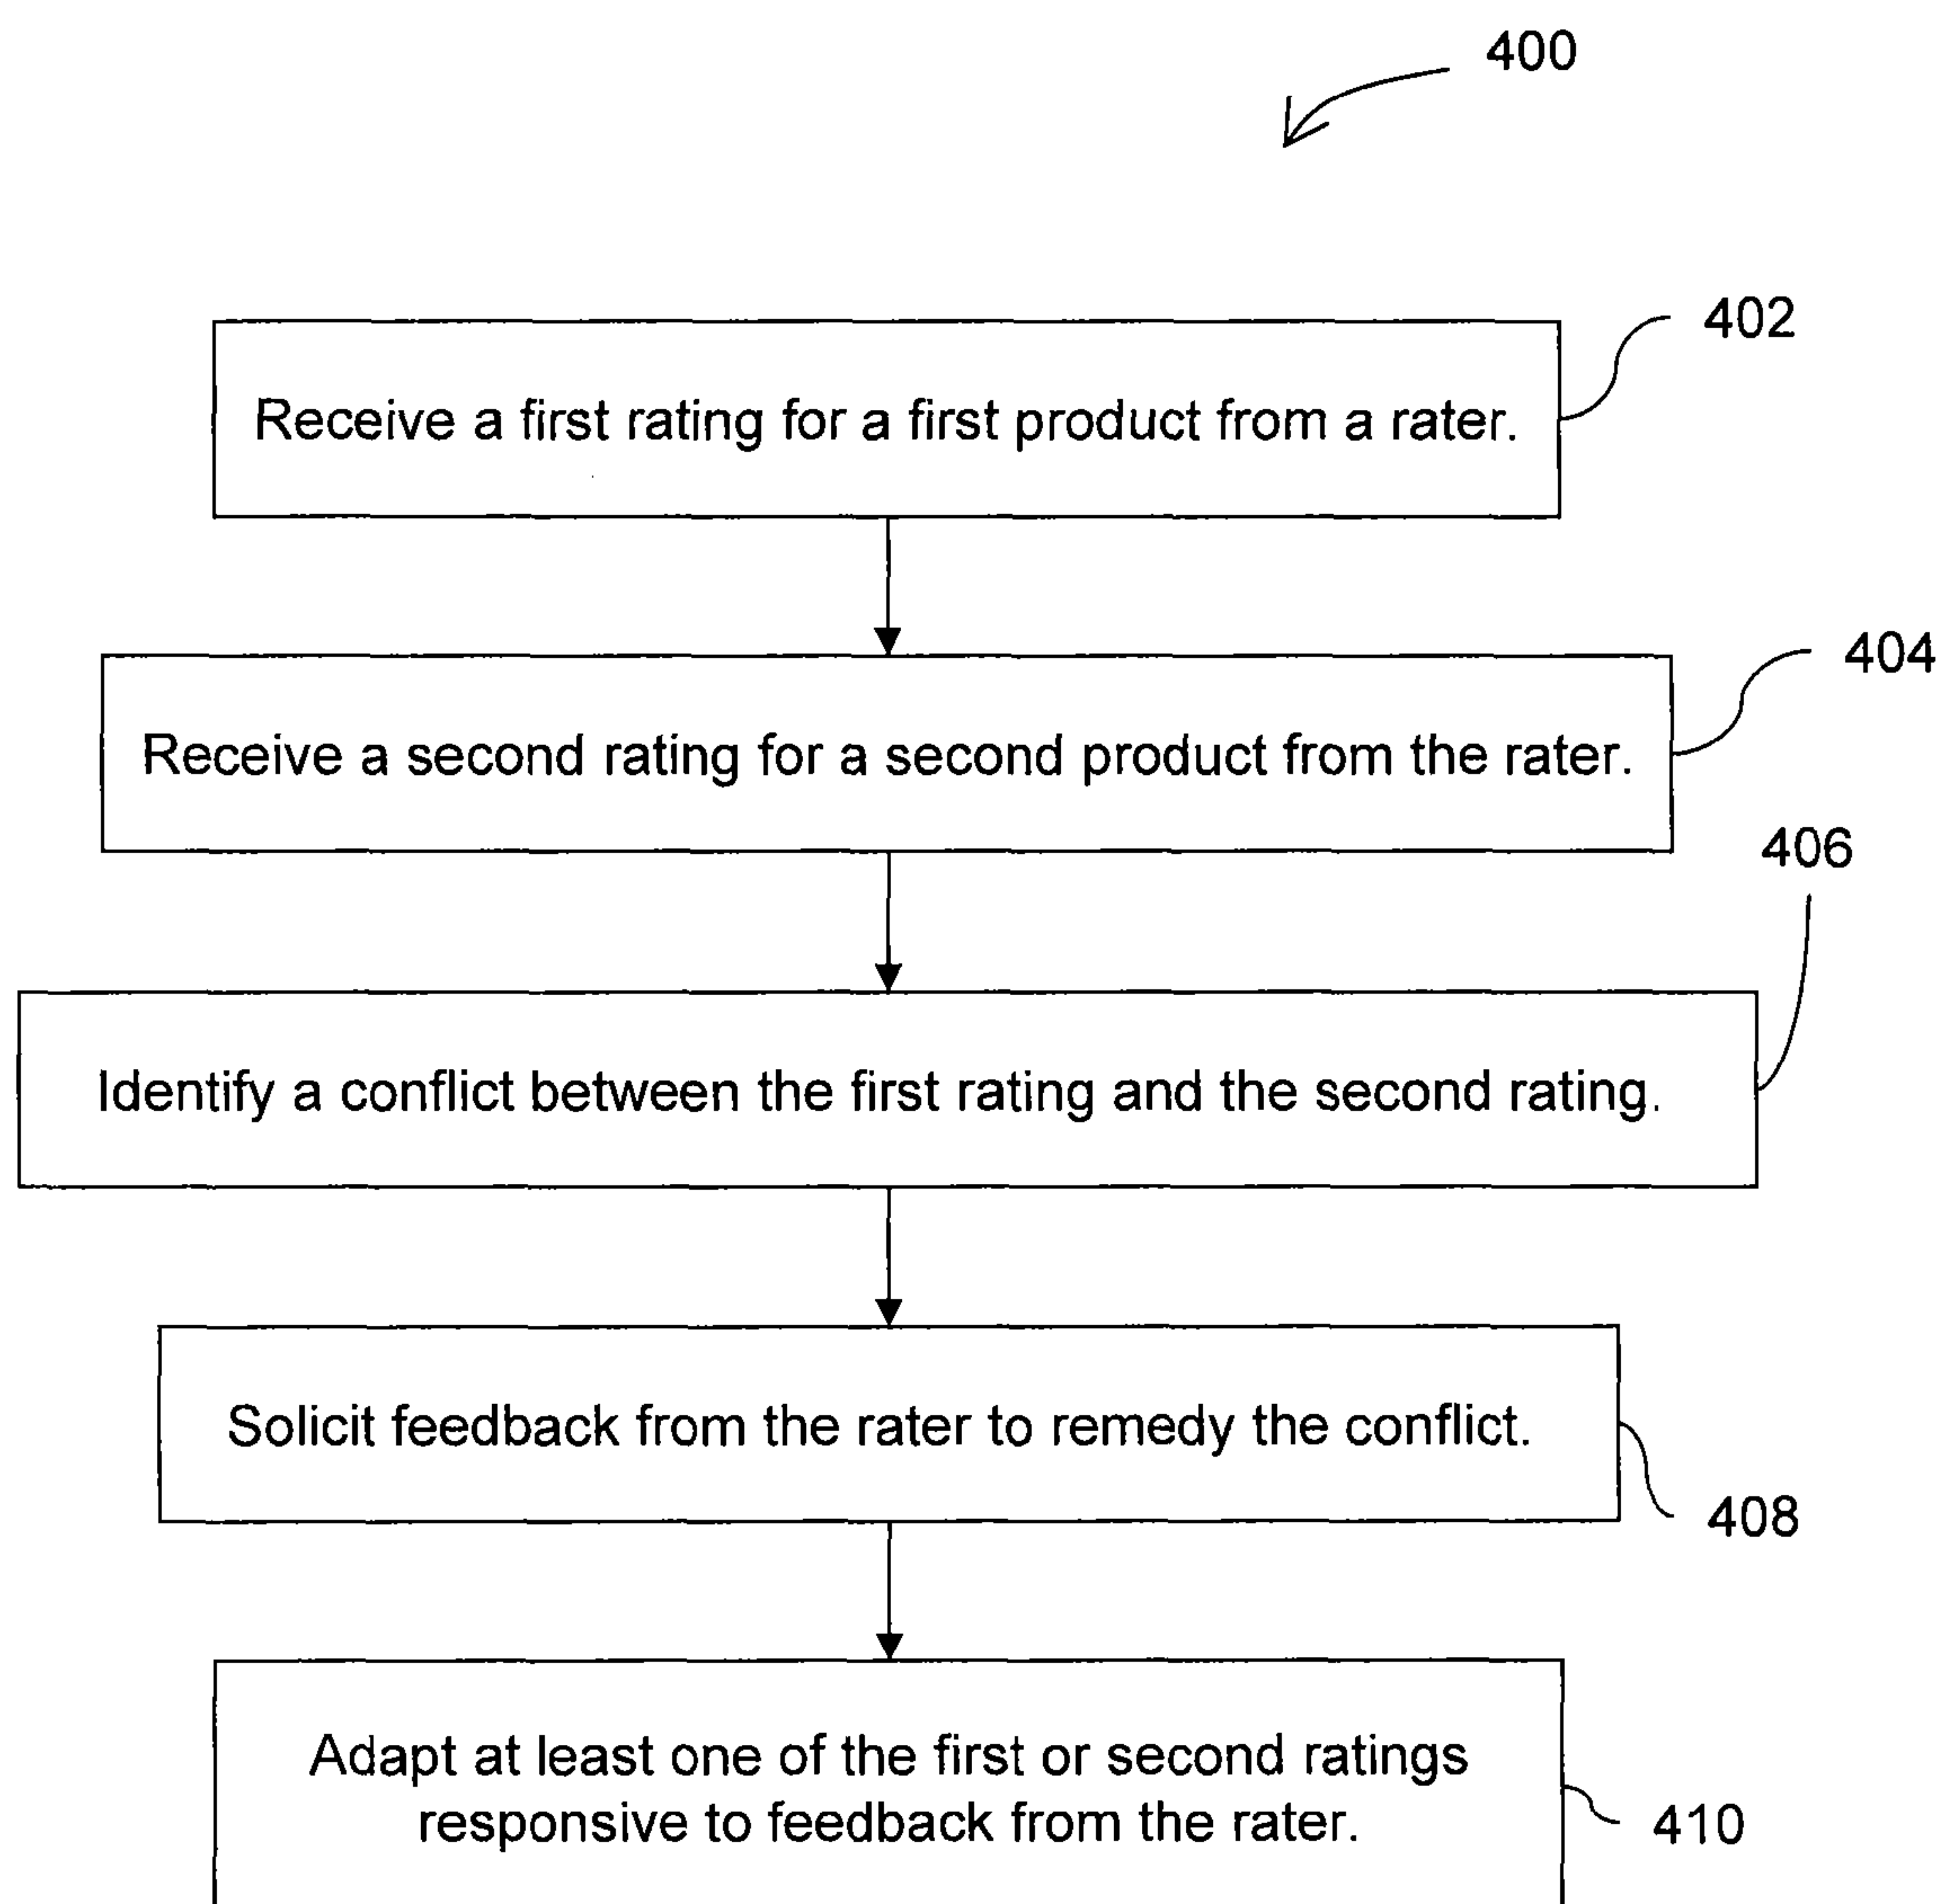 400
402
Receive a first rating for a first product from a rater.
404
Receive a second rating for a second product from the rater.
406
Identify a conflict between the first rating and the second rating.
Solicit feedback from the rater to remedy the conflict.
408
Adapt at least one of the first or second ratings
responsive to feedback from the rater.
410